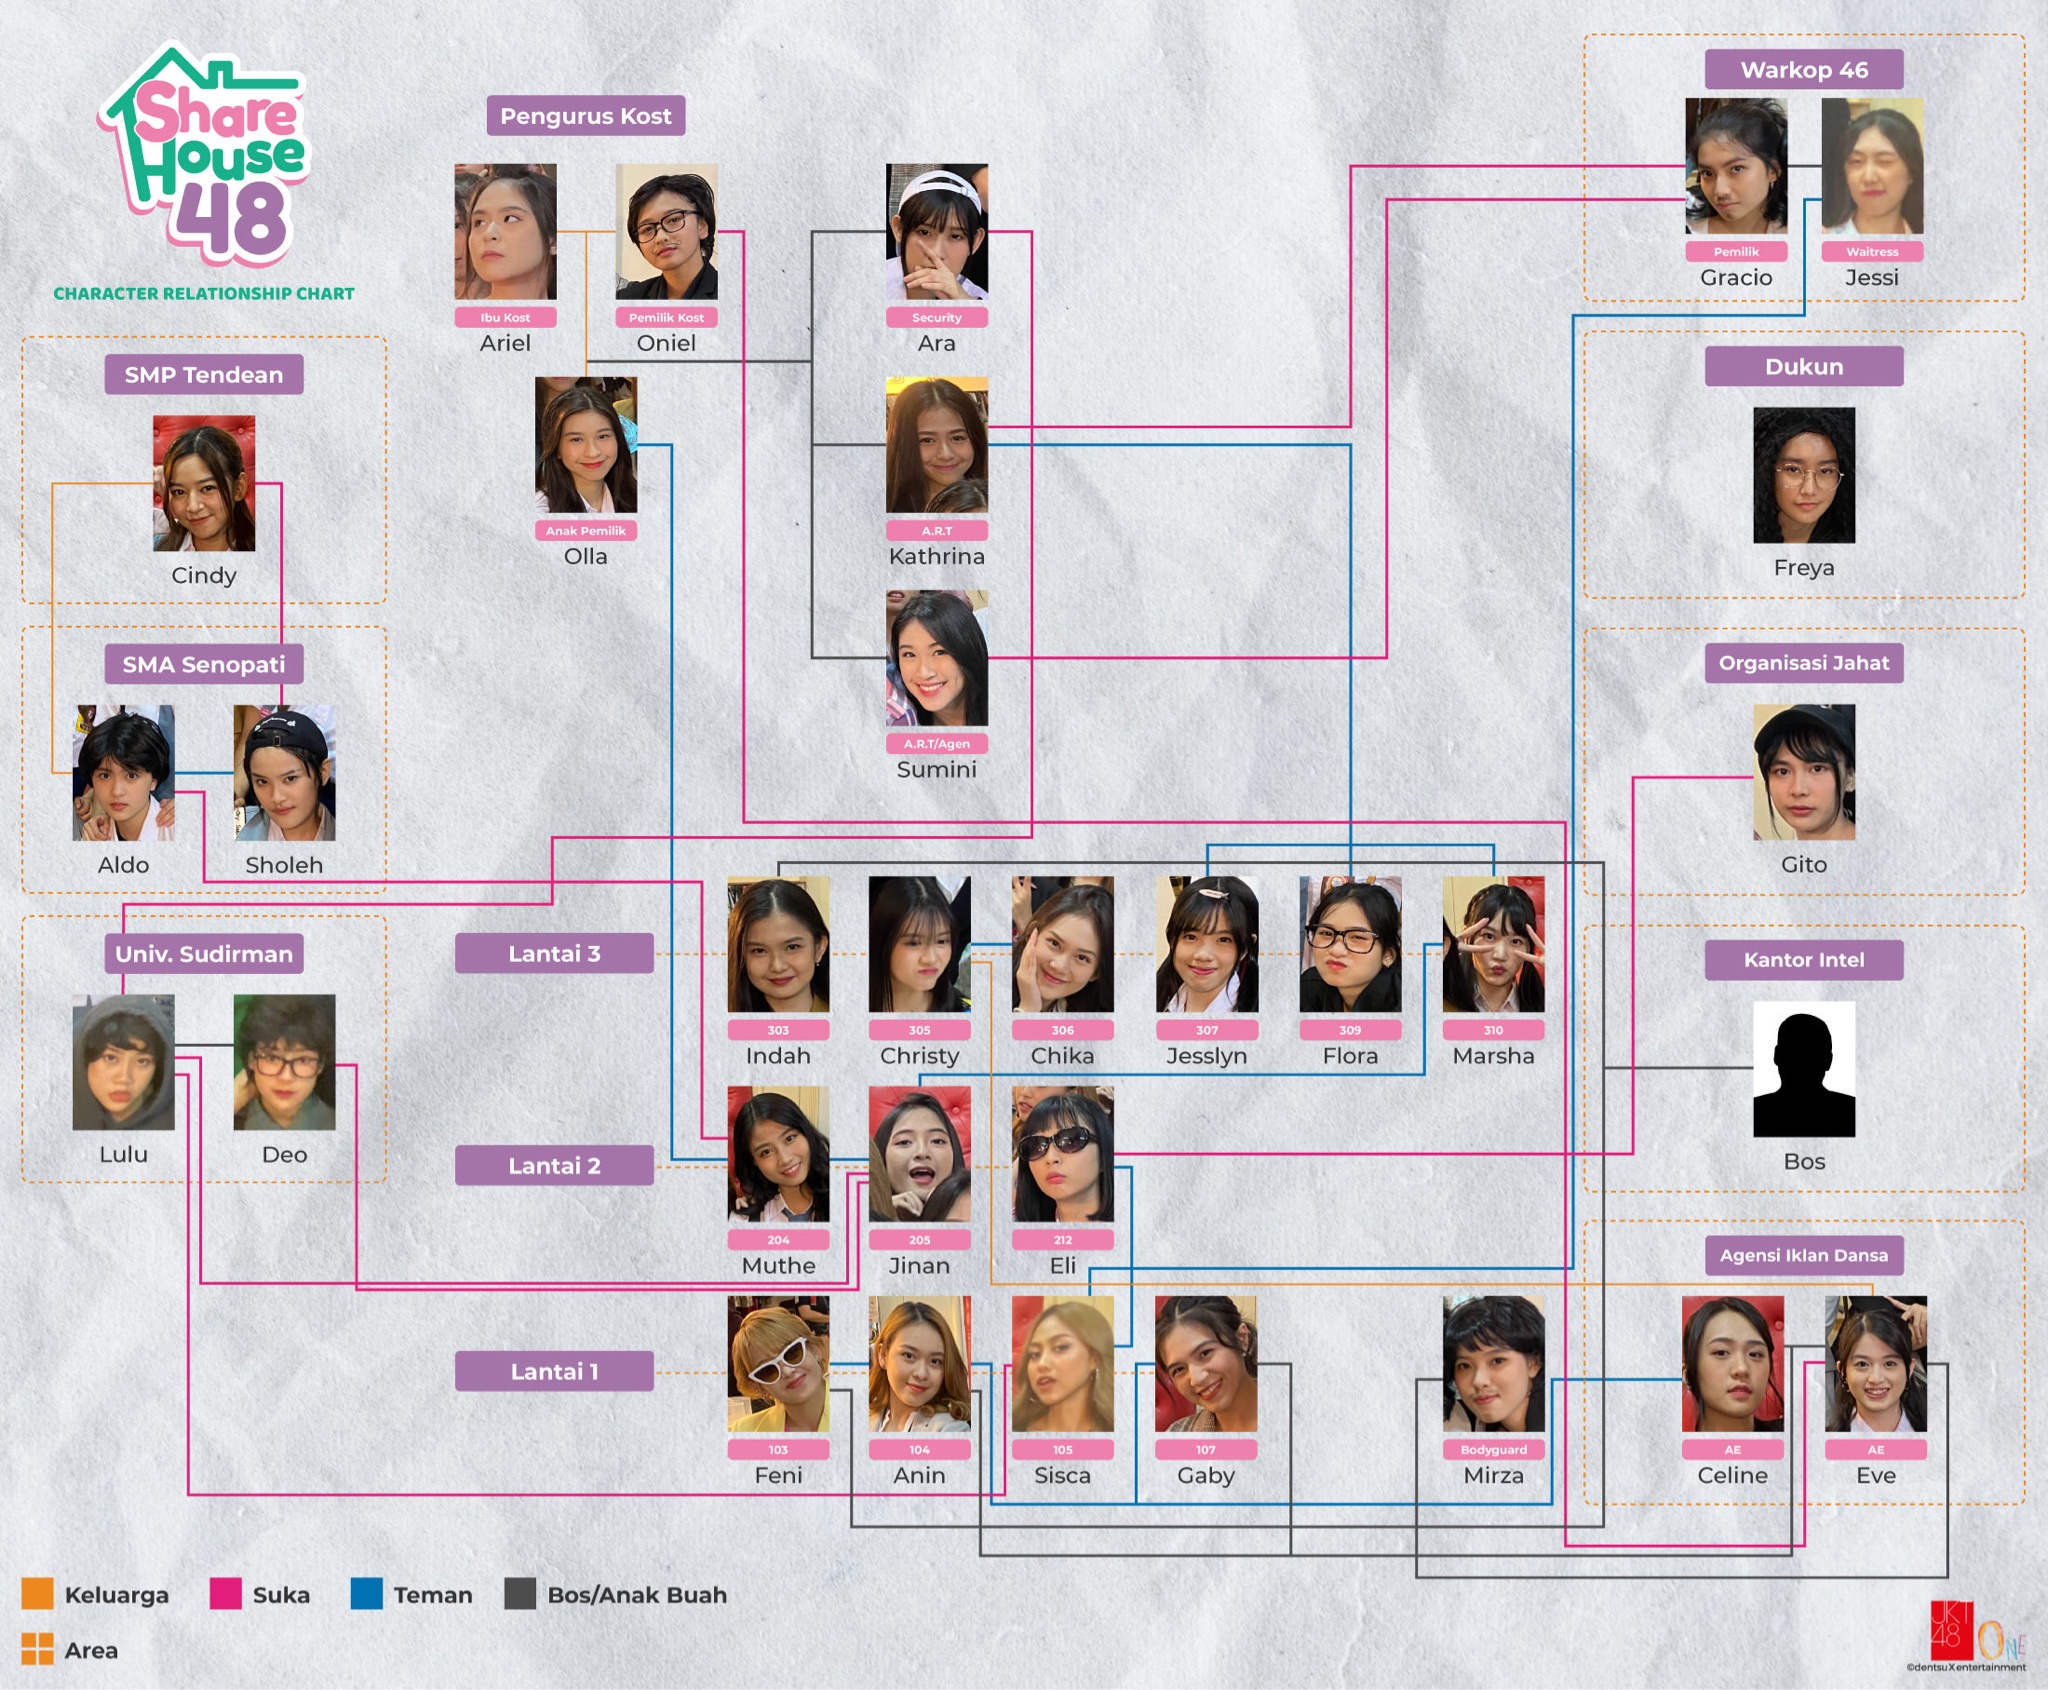 Share
House
48
CHARACTER RELATIONSHIP CHART
Pengurus Kost
Ibu Kost
Ariel
Pemilik Kost
Oniel
Anak Pemilik
Olla
Security
Ara
A.R.T
Kathrina
A.R.T/Agen
Sumini
Warkop 46
Pemilik
Gracio
Waitress
Jessi
Dukun
Freya
Organisasi Jahat
Gito
Kantor Intel
Bos
Agensi Iklan Dansa
AE
Celine
AE
Eve
SMP Tendean
Cindy
SMA Senopati
Aldo
Sholeh
Univ. Sudirman
Lulu
Deo
Lantai 3
303
Indah
305
Christy
306
Chika
307
Jesslyn
309
Flora
310
Marsha
Lantai 2
204
Muthe
205
Jinan
212
Eli
Lantai 1
103
Feni
104
Anin
105
Sisca
107
Gaby
Bodyguard
Mirza
Keluarga
Suka
Teman
Bos/Anak Buah
Area
JKT
48
ONE
©dentsuXentertainment